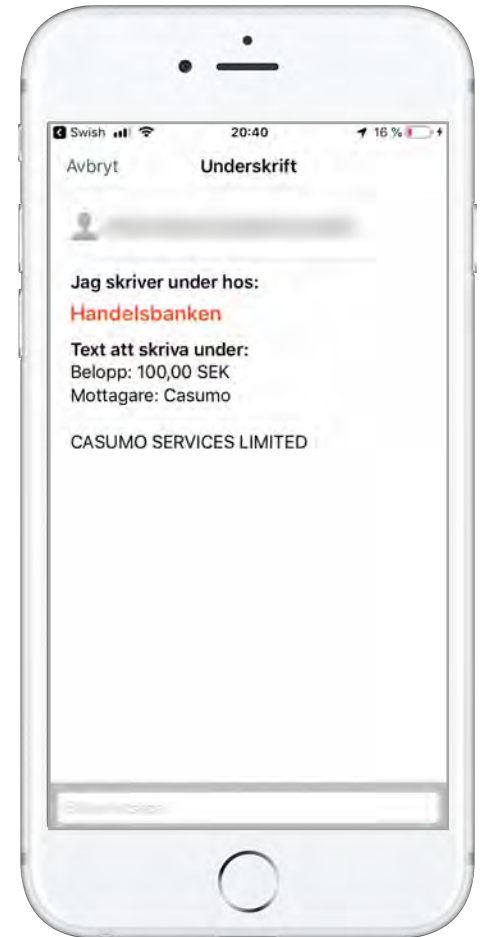 Swish 20:40 16 %
Avbryt Underskrift
Jag skriver under hos:
Handelsbanken
Text att skriva under:
Belopp: 100,00 SEK
Mottagare: Casumo
CASUMO SERVICES LIMITED